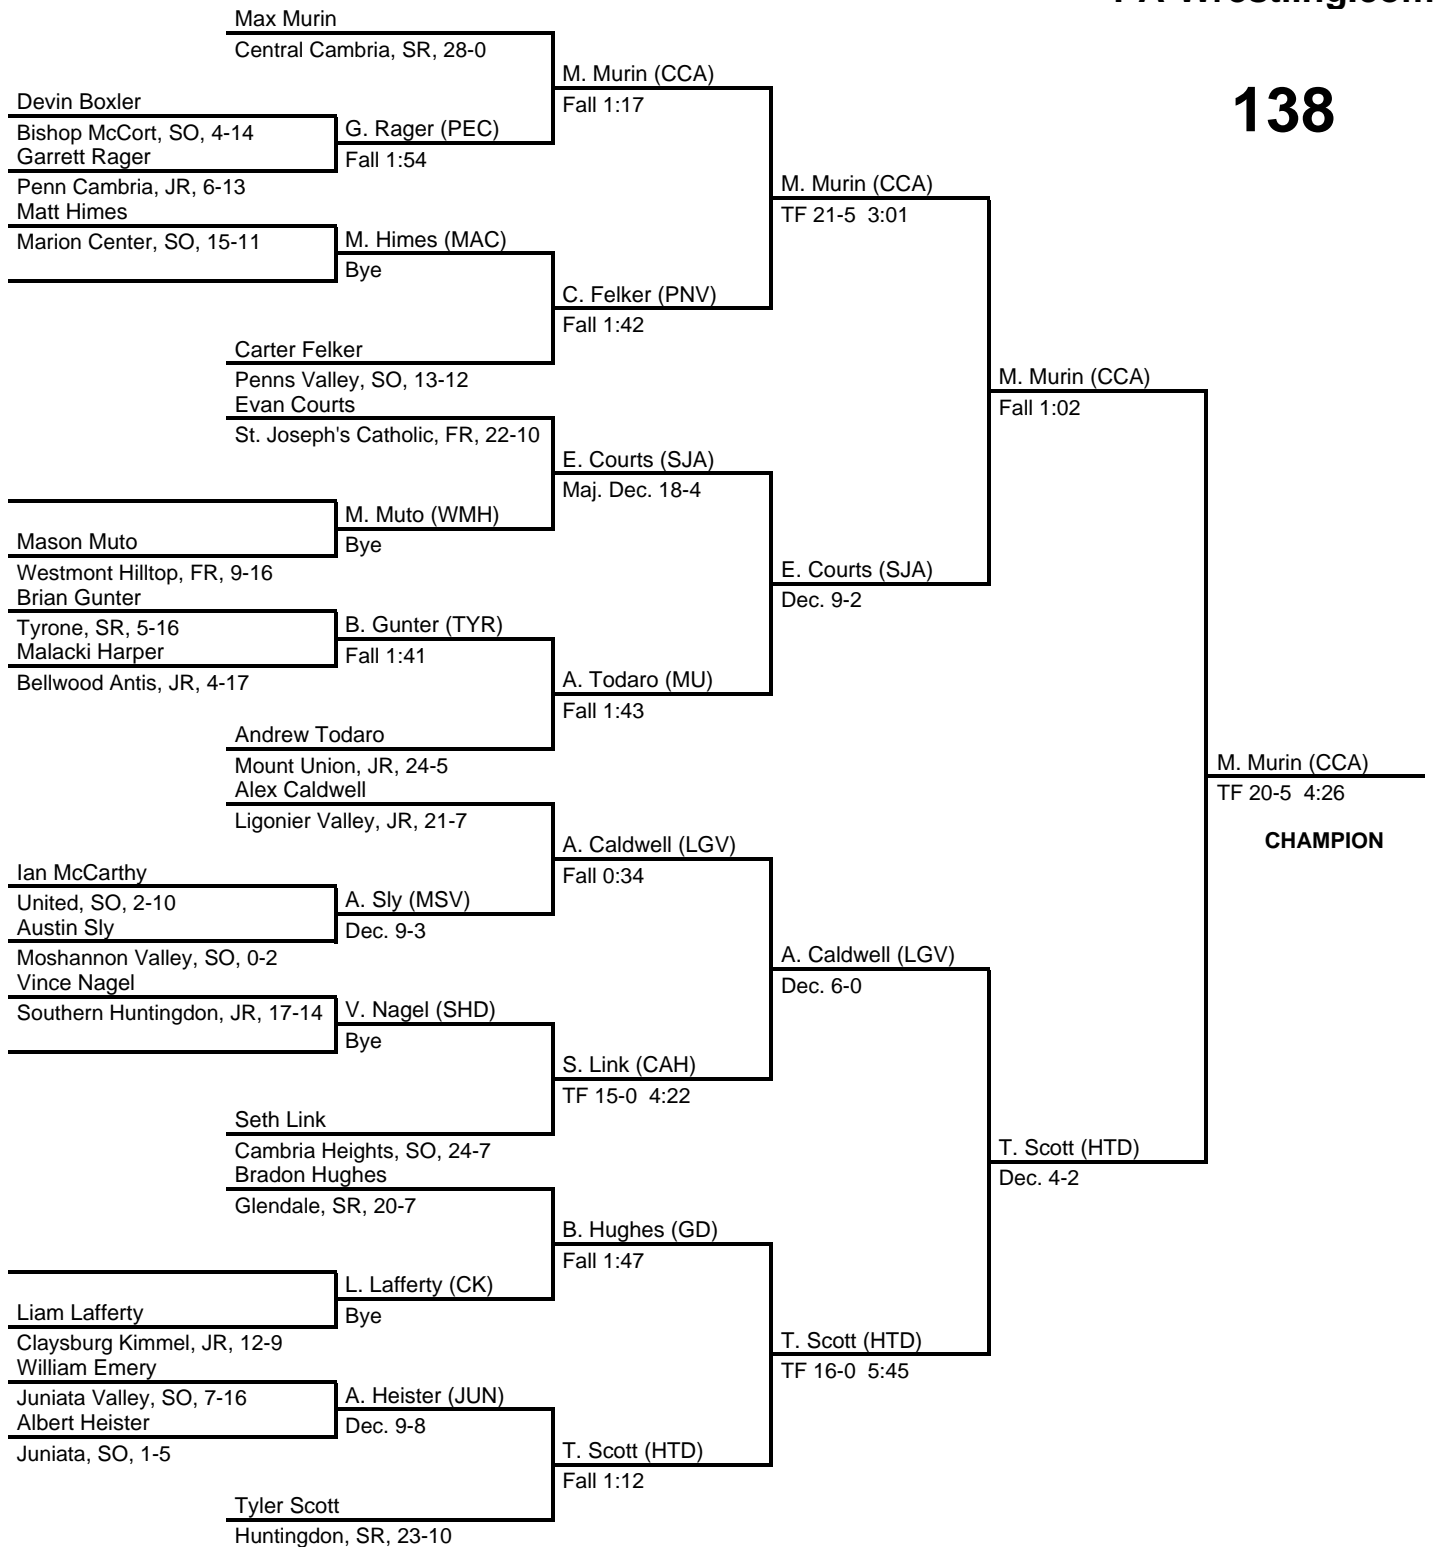 Max Murin
Central Cambria, SR, 28-0
M. Murin (CCA)
Fall 1:17
138
Devin Boxler
Bishop McCort, SO, 4-14
Garrett Rager
G. Rager (PEC)
Fall 1:54
Penn Cambria, JR, 6-13
Matt Himes
M. Murin (CCA)
TF 21-5 3:01
Marion Center, SO, 15-11
M. Himes (MAC)
Bye
C. Felker (PNV)
Fall 1:42
Carter Felker
Penns Valley, SO, 13-12
Evan Courts
M. Murin (CCA)
Fall 1:02
St. Joseph's Catholic, FR, 22-10
E. Courts (SJA)
Maj. Dec. 18-4
M. Muto (WMH)
Bye
Mason Muto
Westmont Hilltop, FR, 9-16
Brian Gunter
E. Courts (SJA)
Dec. 9-2
Tyrone, SR, 5-16
Malacki Harper
B. Gunter (TYR)
Fall 1:41
Bellwood Antis, JR, 4-17
A. Todaro (MU)
Fall 1:43
Andrew Todaro
Mount Union, JR, 24-5
Alex Caldwell
M. Murin (CCA)
TF 20-5 4:26
CHAMPION
Ligonier Valley, JR, 21-7
A. Caldwell (LGV)
Fall 0:34
Ian McCarthy
United, SO, 2-10
Austin Sly
A. Sly (MSV)
Dec. 9-3
Moshannon Valley, SO, 0-2
Vince Nagel
A. Caldwell (LGV)
Dec. 6-0
Southern Huntingdon, JR, 17-14
V. Nagel (SHD)
Bye
S. Link (CAH)
TF 15-0 4:22
Seth Link
Cambria Heights, SO, 24-7
Bradon Hughes
T. Scott (HTD)
Dec. 4-2
Glendale, SR, 20-7
B. Hughes (GD)
Fall 1:47
L. Lafferty (CK)
Bye
Liam Lafferty
Claysburg Kimmel, JR, 12-9
William Emery
T. Scott (HTD)
TF 16-0 5:45
Juniata Valley, SO, 7-16
Albert Heister
A. Heister (JUN)
Dec. 9-8
Juniata, SO, 1-5
T. Scott (HTD)
Fall 1:12
Tyler Scott
Huntingdon, SR, 23-10